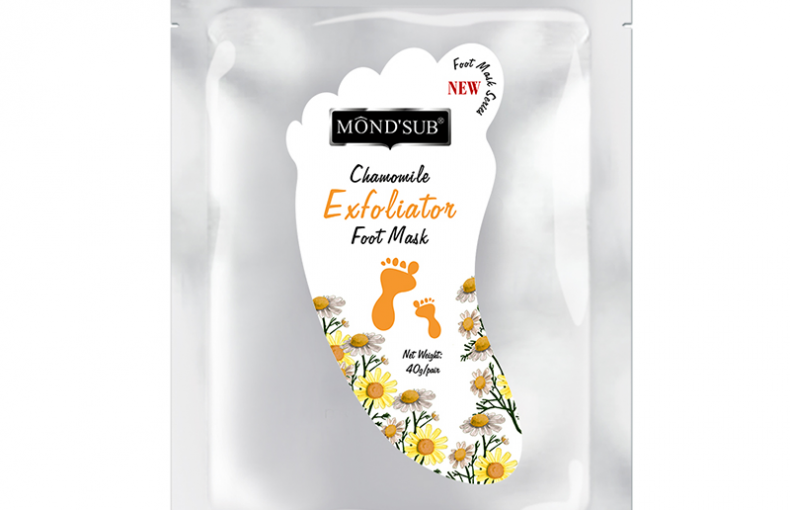 Foot Mask Series
NEW
MÔND'SUB®
Chamomile
Exfoliator
Foot Mask
Net Weight:
40g/pair